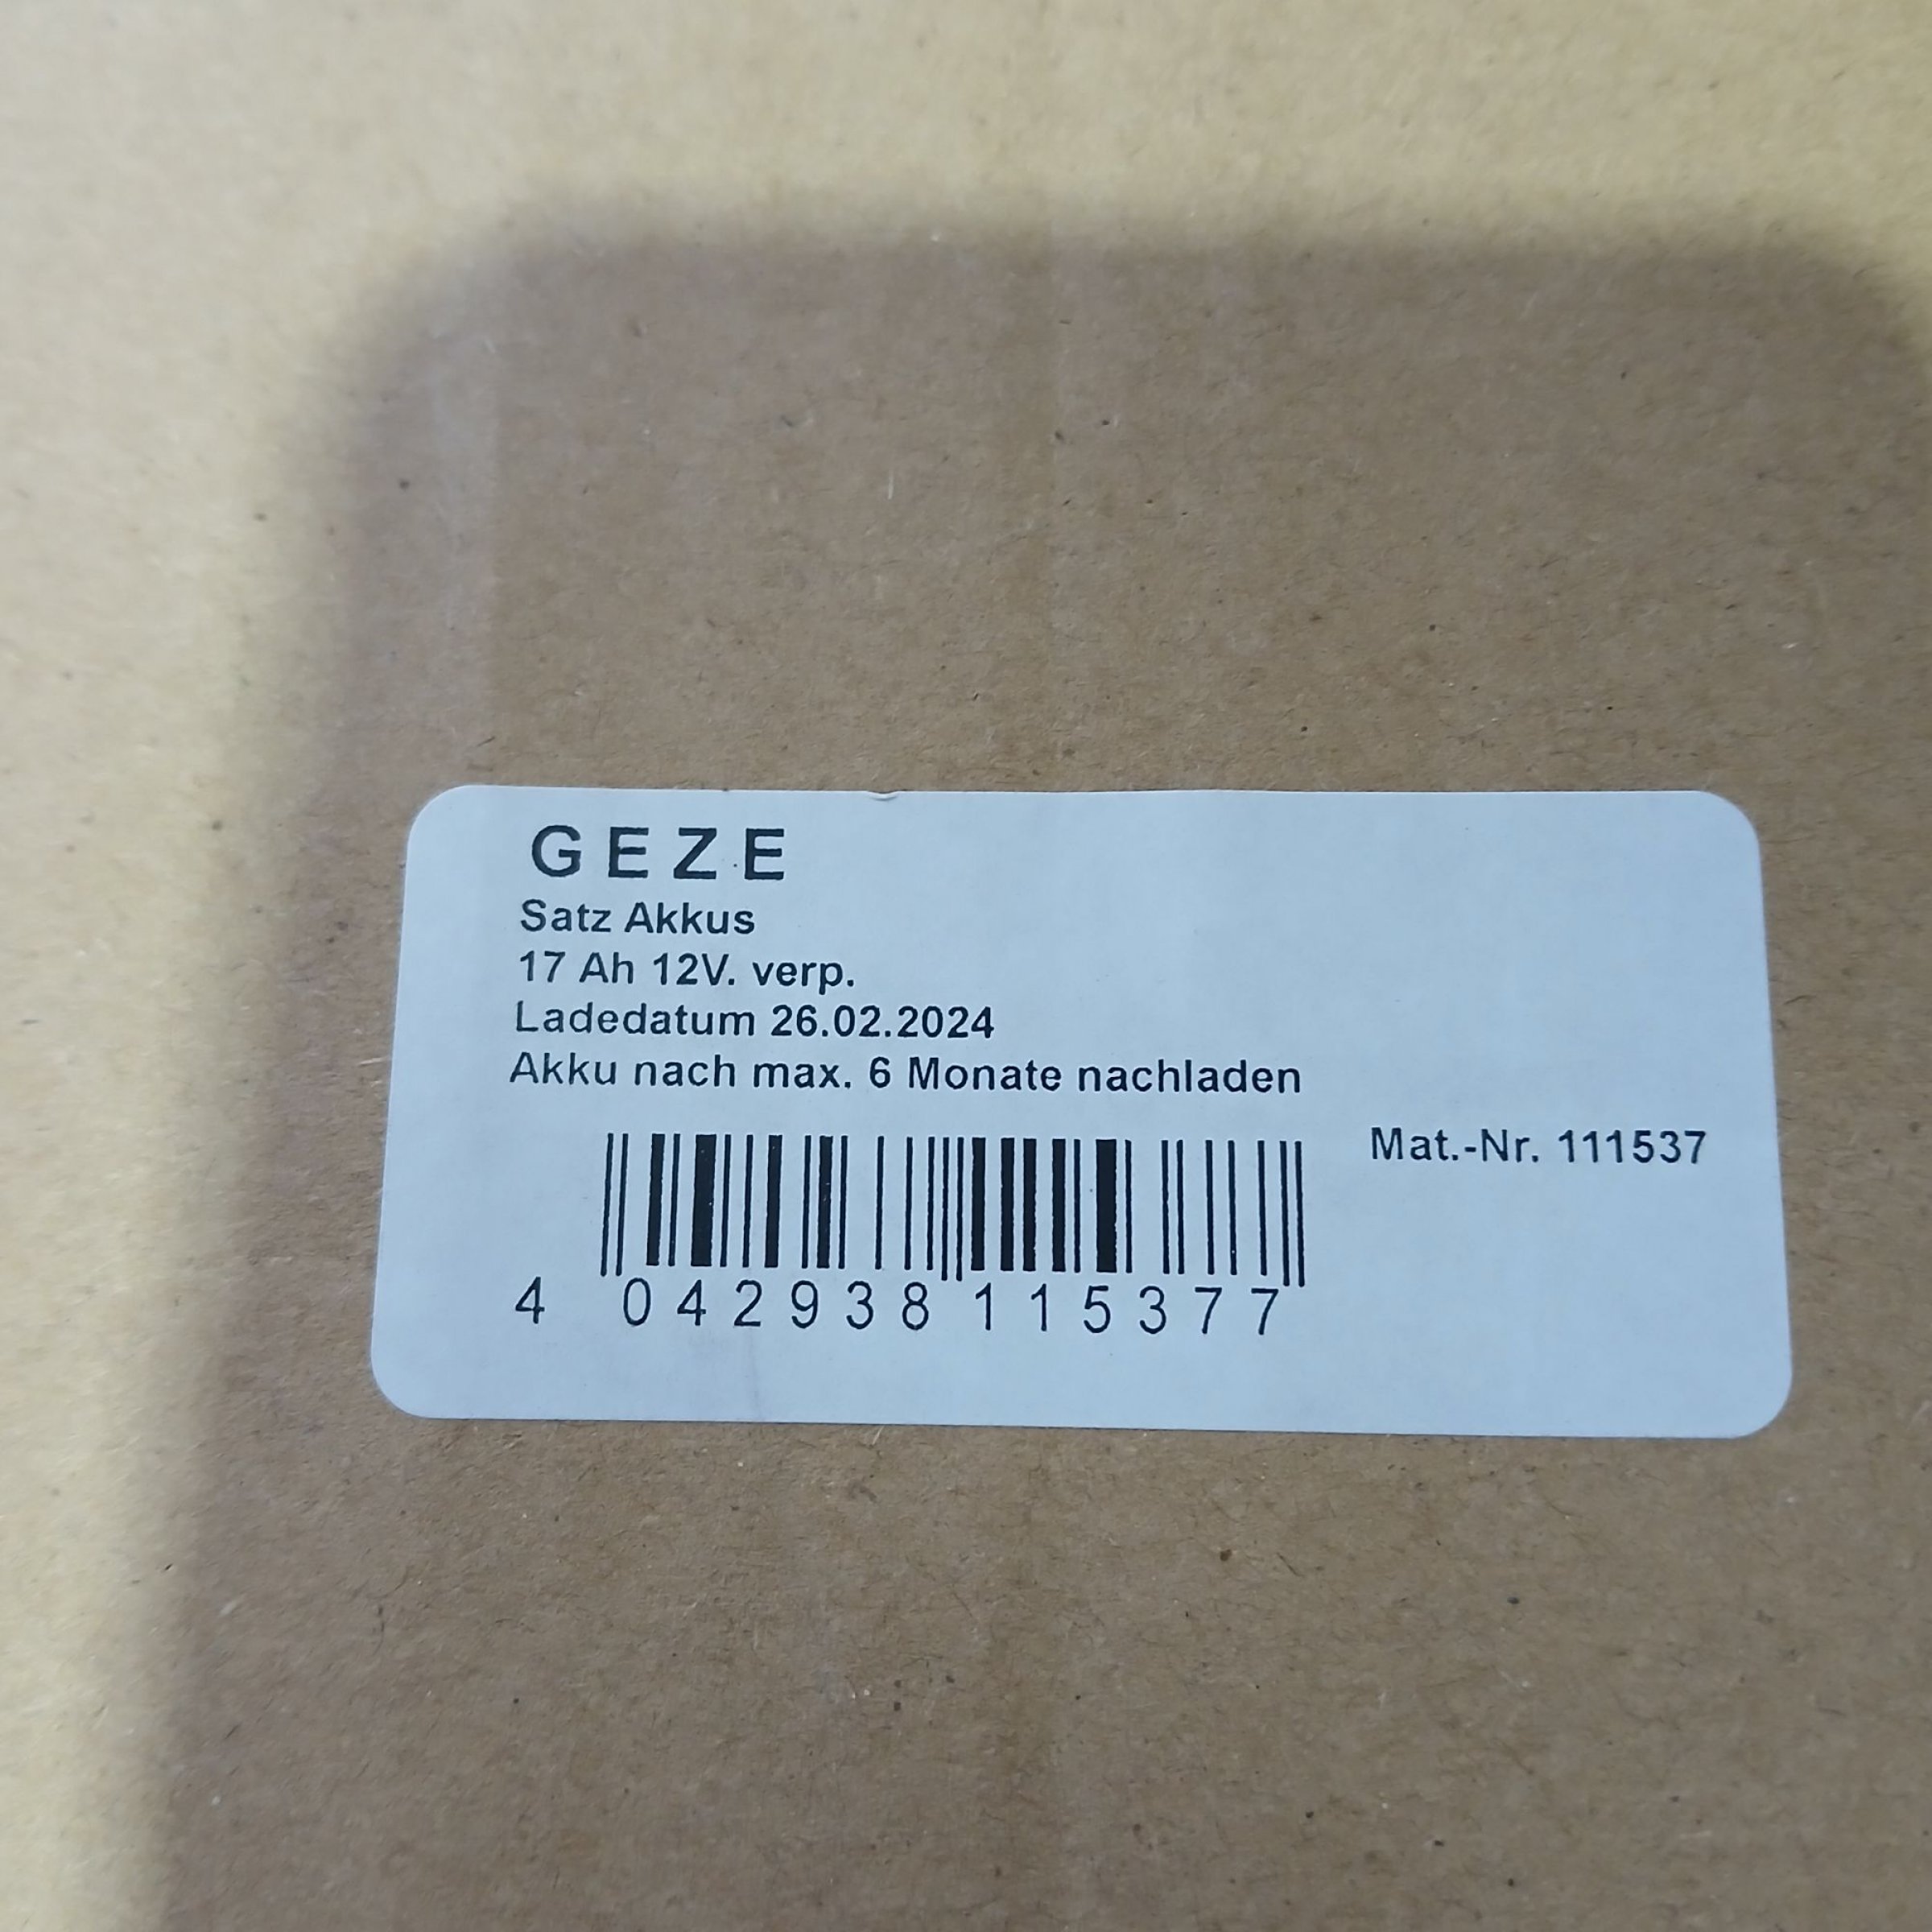 GEZE
Satz Akkus
17 Ah 12V. verp.
Ladedatum 26.02.2024
Akku nach max. 6 Monate nachladen
Mat.-Nr. 111537
4 042938 115377